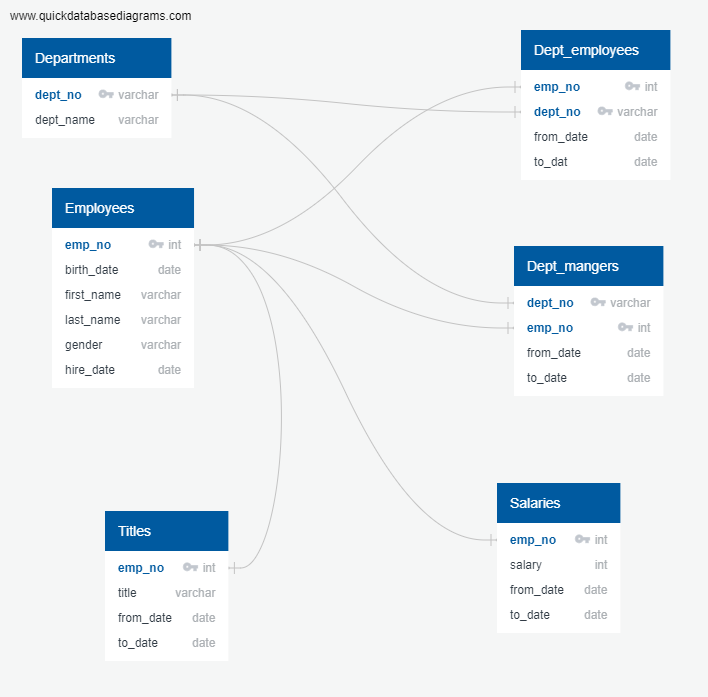 www.quickdatabasediagrams.com
Departments
dept_no varchar
dept_name varchar
Employees
emp_no int
birth_date date
first_name varchar
last_name varchar
gender varchar
hire_date date
Titles
emp_no int
title varchar
from_date date
to_date date
Dept_employees
emp_no int
dept_no varchar
from_date date
to_dat date
Dept_mangers
dept_no varchar
emp_no int
from_date date
to_date date
Salaries
emp_no int
salary int
from_date date
to_date date